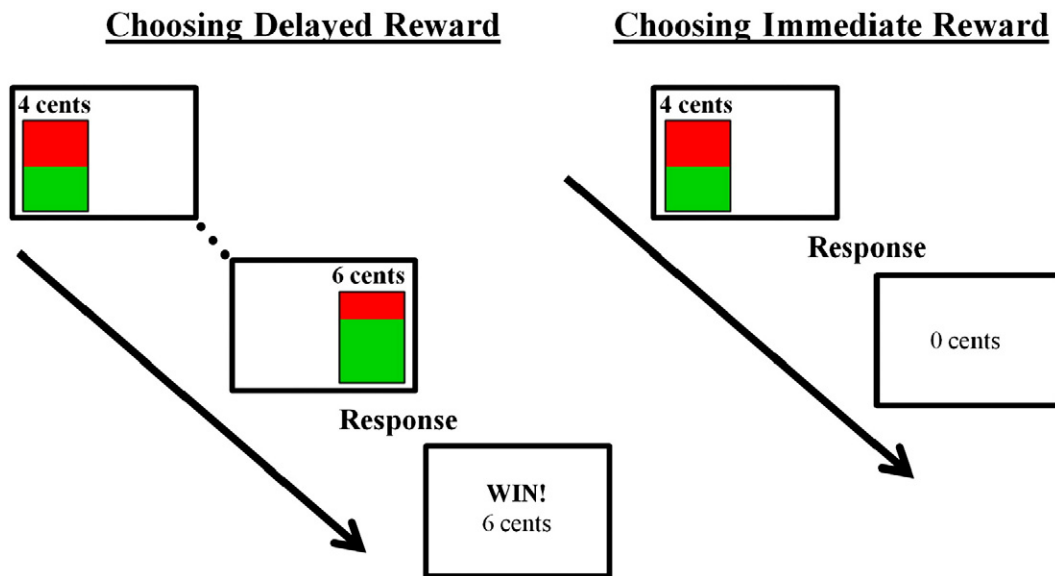 Choosing Delayed Reward
4 cents
6 cents
Response
WIN!
6 cents
Choosing Immediate Reward
4 cents
Response
0 cents